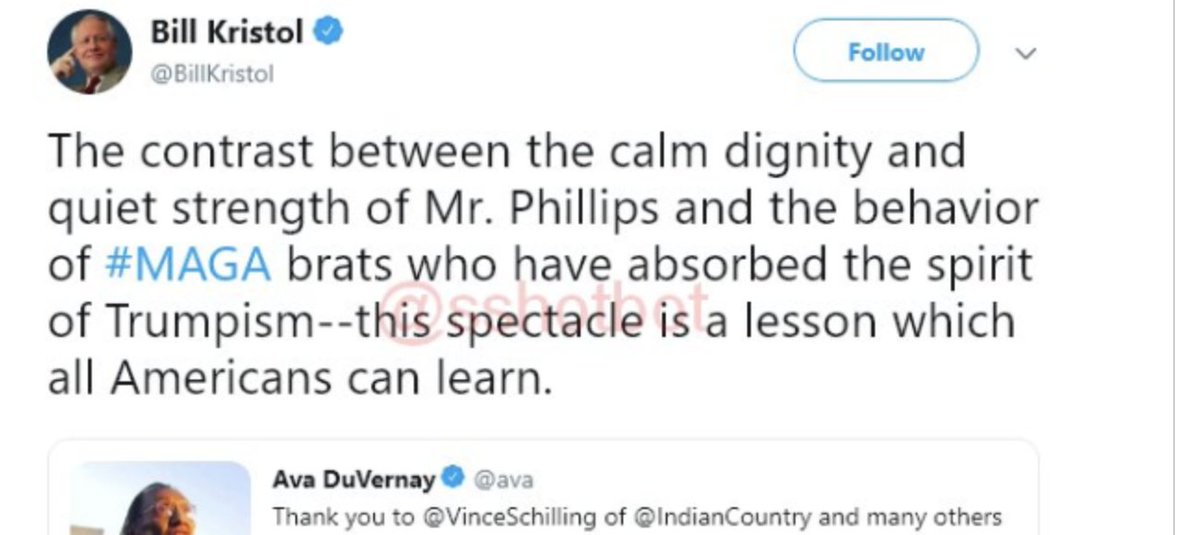 Bill Kristol
@BillKristol
Follow
The contrast between the calm dignity and
quiet strength of Mr. Phillips and the behavior
of #MAGA brats who have absorbed the spirit
of Trumpism--this spectacle is a lesson which
all Americans can learn.
@sshotbot
Ava DuVernay @ava
Thank you to @VinceSchilling of @IndianCountry and many others